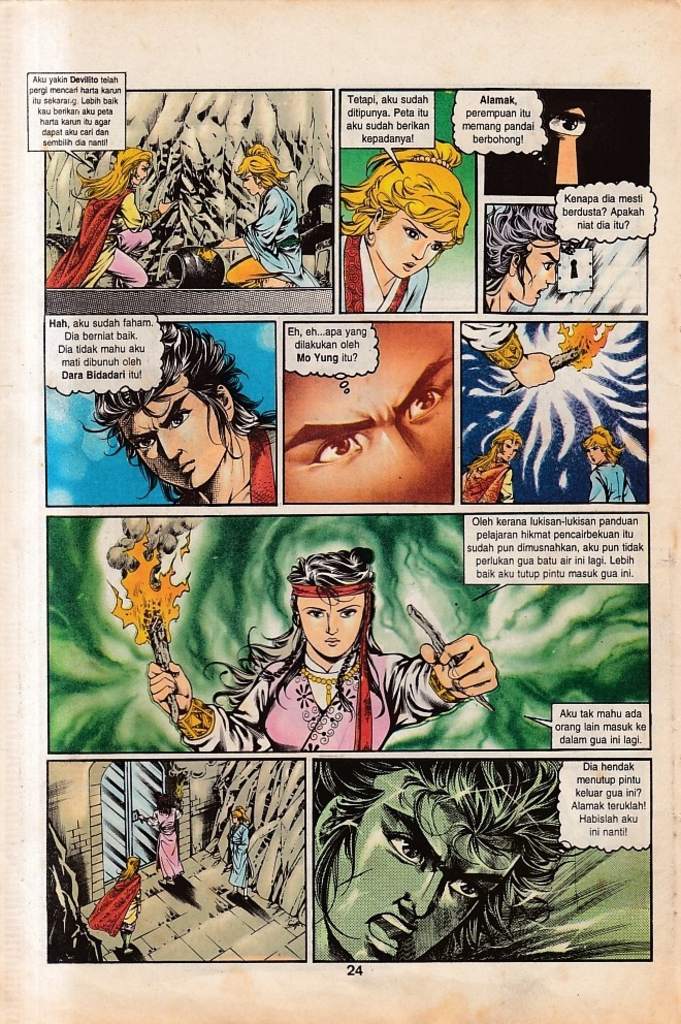 Aku yakin Devilito telah
pergi mencari harta karun
itu sekarang. Lebih baik
kau berikan aku peta
harta karun itu agar
dapat aku cari dan
sembilih dia nanti!
Tetapi, aku sudah
ditipunya. Peta itu
aku sudah berikan
kepadanya!
Alamak,
perempuan itu
memang pandai
berbohong!
Kenapa dia mesti
berdusta? Apakah
niat dia itu?
Hah, aku sudah faham.
Dia berniat baik.
Dia tidak mahu aku
mati dibunuh oleh
Dara Bidadari itu!
Eh, eh...apa yang
dilakukan oleh
Mo Yung itu?
Oleh kerana lukisan-lukisan panduan
pelajaran hikmat pencairbekuan itu
sudah pun dimusnahkan, aku pun tidak
perlukan gua batu air ini lagi. Lebih
baik aku tutup pintu masuk gua ini.
Aku tak mahu ada
orang lain masuk ke
dalam gua ini lagi.
Dia hendak
menutup pintu
keluar gua ini?
Alamak teruklah!
Habislah aku
ini nanti!
24